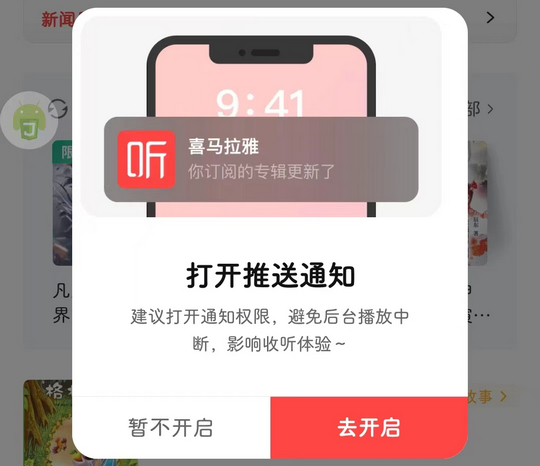 新闻
9:41
部
限
听
喜马拉雅
你订阅的专辑更新了
打开推送通知
凡
界
建议打开通知权限，避免后台播放中
断，影响收听体验~
格
故事
暂不开启
去开启